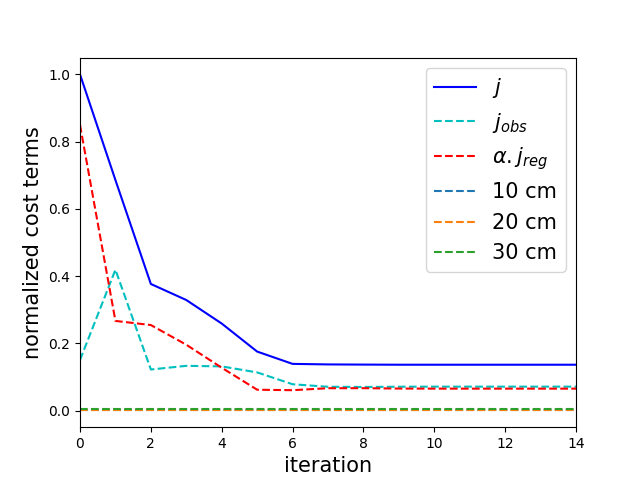 normalized cost terms
1.0
0.8
0.6
0.4
0.2
0.0
0 2 4 6 8 10 12 14
iteration
j
j_obs
α.j_reg
10 cm
20 cm
30 cm